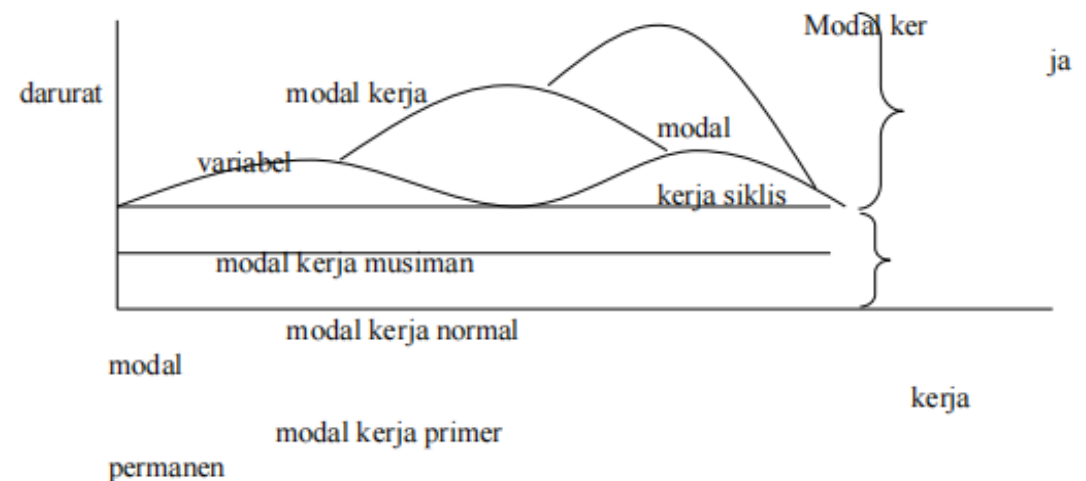 Modal ker
ja
darurat modal kerja
modal
variabel
kerja siklis
modal kerja musiman
modal kerja normal
modal
kerja
modal kerja primer
permanen